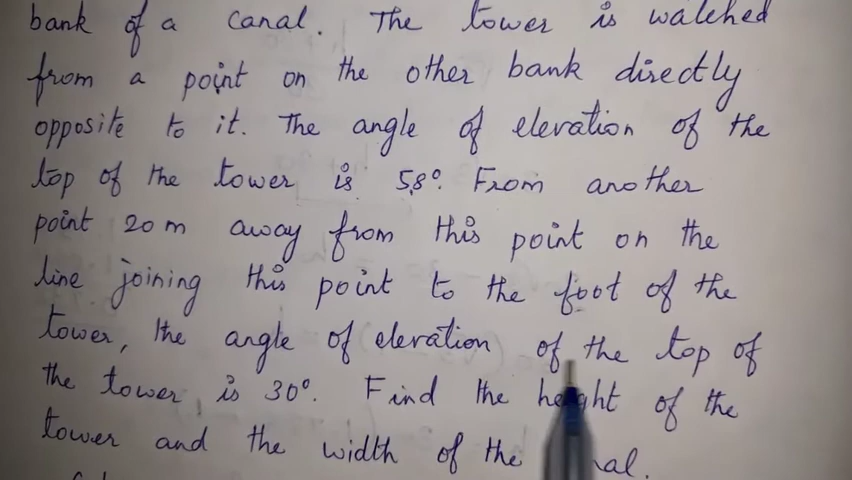 bank of a canal. The tower is watched
from a point on the other bank directly
opposite to it. The angle of elevation of the
top of the tower is 58°. From another
point 20 m away from this point on the
line joining this point to the foot of the
tower, the angle of elevation of the top of
the tower is 30°. Find the height of the
tower and the width of the